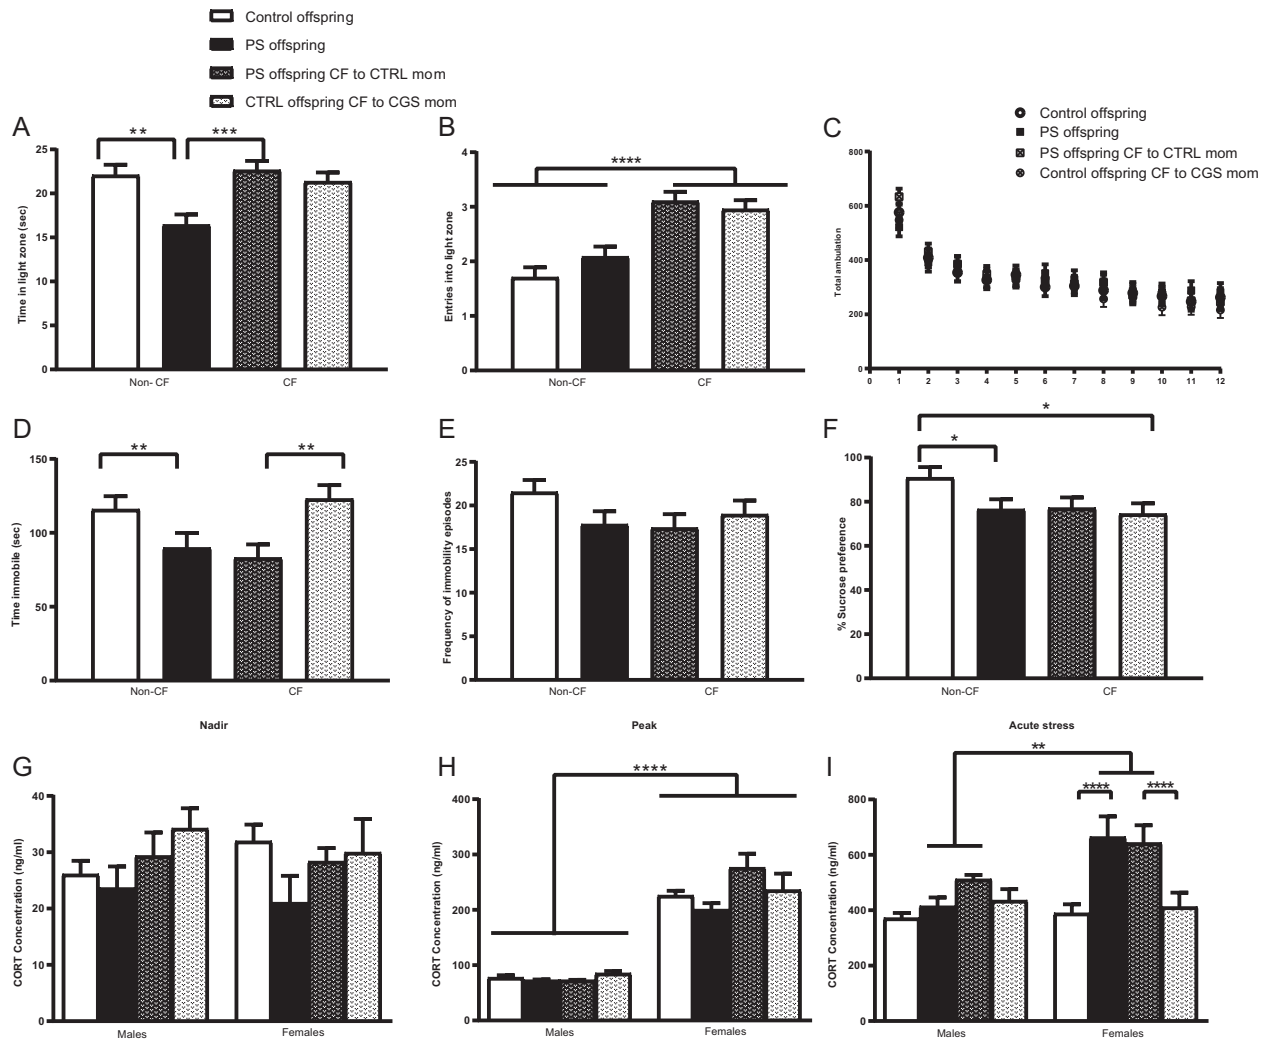 Control offspring
PS offspring
PS offspring CF to CTRL mom
CTRL offspring CF to CGS mom
A
** ***
Time in light zone (sec)
25
20
15
10
5
0
Non- CF CF
B
****
Entries into light zone
4
3
2
1
0
Non-CF CF
C
Control offspring
PS offspring
PS offspring CF to CTRL mom
Control offspring CF to CGS mom
Total ambulation
800
600
400
200
0
0 1 2 3 4 5 6 7 8 9 10 11 12
D
** **
Time immobile (sec)
150
100
50
0
Non-CF CF
E
Frequency of immobility episodes
25
20
15
10
5
0
Non-CF CF
F
*
*
% Sucrose preference
100
80
60
40
20
0
Non-CF CF
Nadir
G
CORT Concentration (ng/ml)
40
30
20
10
0
Males Females
Peak
H
****
CORT Concentration (ng/ml)
400
300
200
100
0
Males Females
Acute stress
I
**
**** ****
CORT Concentration (ng/ml)
800
600
400
200
0
Males Females